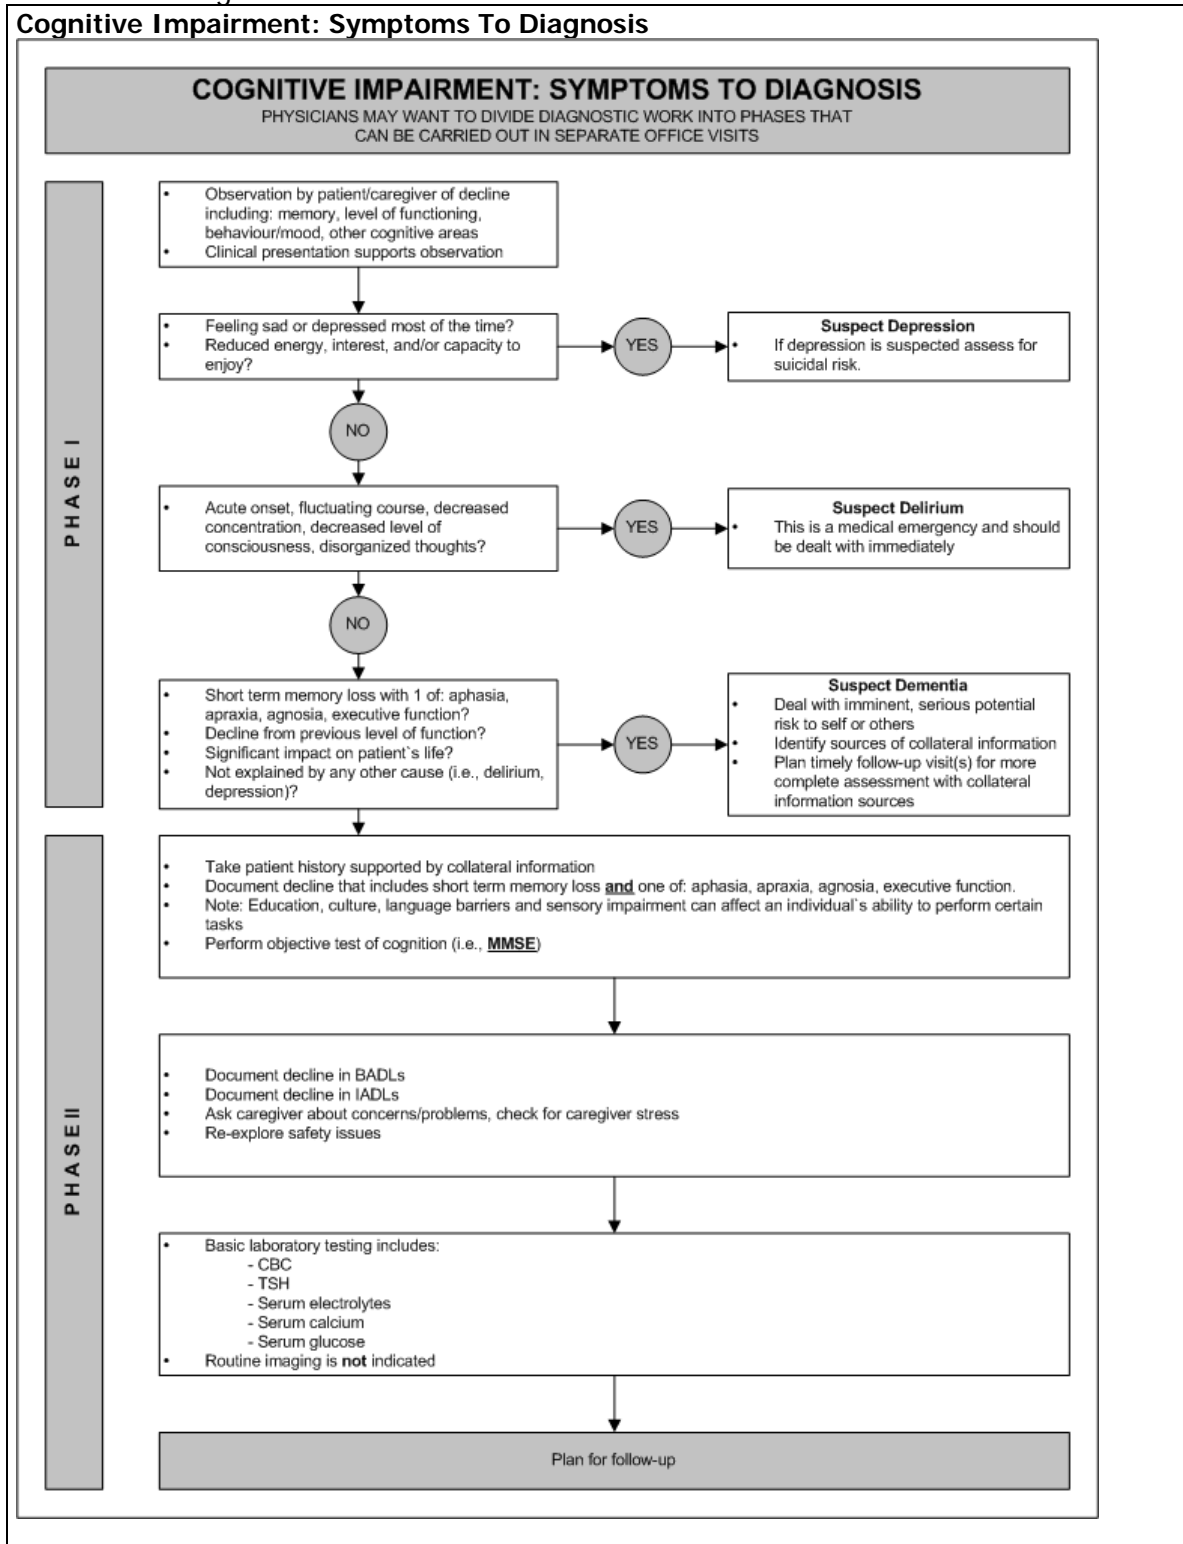 Cognitive Impairment: Symptoms To Diagnosis
COGNITIVE IMPAIRMENT: SYMPTOMS TO DIAGNOSIS
PHYSICIANS MAY WANT TO DIVIDE DIAGNOSTIC WORK INTO PHASES THAT
CAN BE CARRIED OUT IN SEPARATE OFFICE VISITS
PHASE I
• Observation by patient/caregiver of decline
including: memory, level of functioning,
behaviour/mood, other cognitive areas
• Clinical presentation supports observation
• Feeling sad or depressed most of the time?
• Reduced energy, interest, and/or capacity to
enjoy?
YES
Suspect Depression
• If depression is suspected assess for
suicidal risk.
NO
• Acute onset, fluctuating course, decreased
concentration, decreased level of
consciousness, disorganized thoughts?
YES
Suspect Delirium
• This is a medical emergency and should
be dealt with immediately
NO
• Short term memory loss with 1 of: aphasia,
apraxia, agnosia, executive function?
• Decline from previous level of function?
• Significant impact on patient`s life?
• Not explained by any other cause (i.e., delirium,
depression)?
YES
Suspect Dementia
• Deal with imminent, serious potential
risk to self or others
• Identify sources of collateral information
• Plan timely follow-up visit(s) for more
complete assessment with collateral
information sources
PHASE II
• Take patient history supported by collateral information
• Document decline that includes short term memory loss and one of: aphasia, apraxia, agnosia, executive function.
• Note: Education, culture, language barriers and sensory impairment can affect an individual`s ability to perform certain
tasks
• Perform objective test of cognition (i.e., MMSE)
• Document decline in BADLs
• Document decline in IADLs
• Ask caregiver about concerns/problems, check for caregiver stress
• Re-explore safety issues
• Basic laboratory testing includes:
- CBC
- TSH
- Serum electrolytes
- Serum calcium
- Serum glucose
• Routine imaging is not indicated
Plan for follow-up